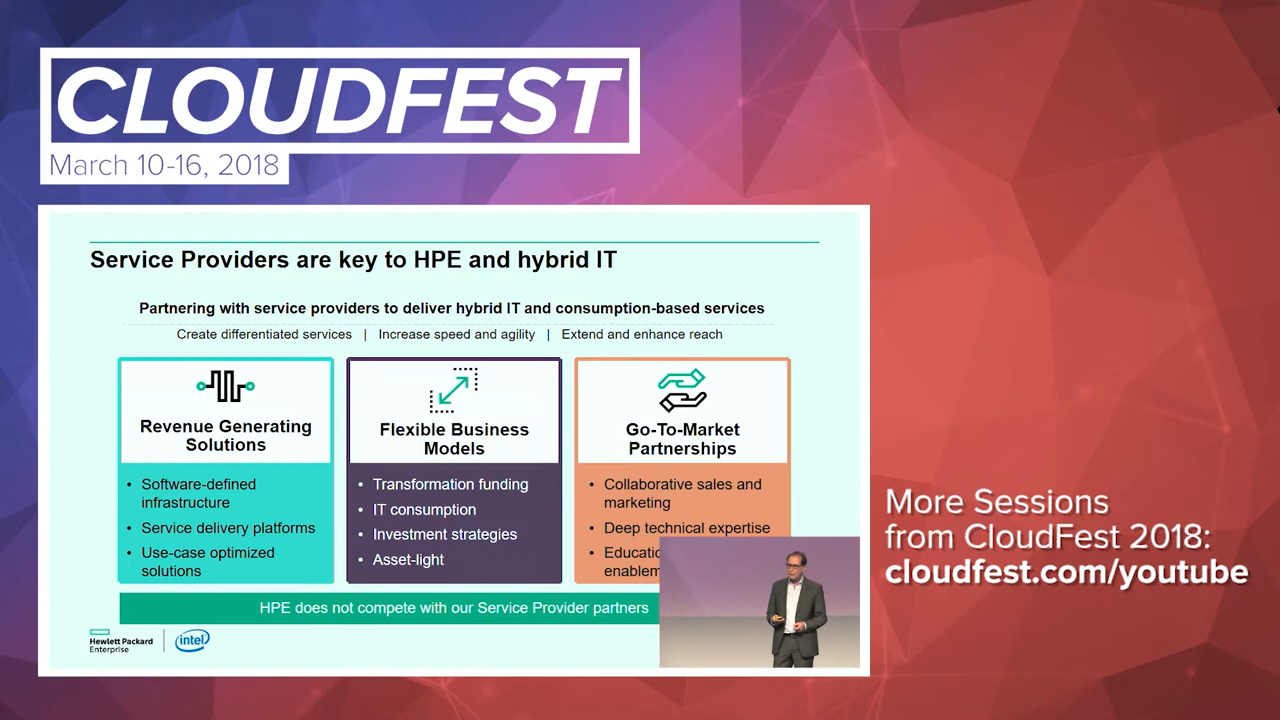 CLOUDFEST
March 10-16, 2018
Service Providers are key to HPE and hybrid IT
Partnering with service providers to deliver hybrid IT and consumption-based services
Create differentiated services | Increase speed and agility | Extend and enhance reach
Revenue Generating
Solutions
• Software-defined
infrastructure
• Service delivery platforms
• Use-case optimized
solutions
Flexible Business
Models
• Transformation funding
• IT consumption
• Investment strategies
• Asset-light
Go-To-Market
Partnerships
• Collaborative sales and
marketing
• Deep technical expertise
HPE does not compete with our Service Provider partners
Hewlett Packard
Enterprise
intel
More Sessions
from CloudFest 2018:
cloudfest.com/youtube